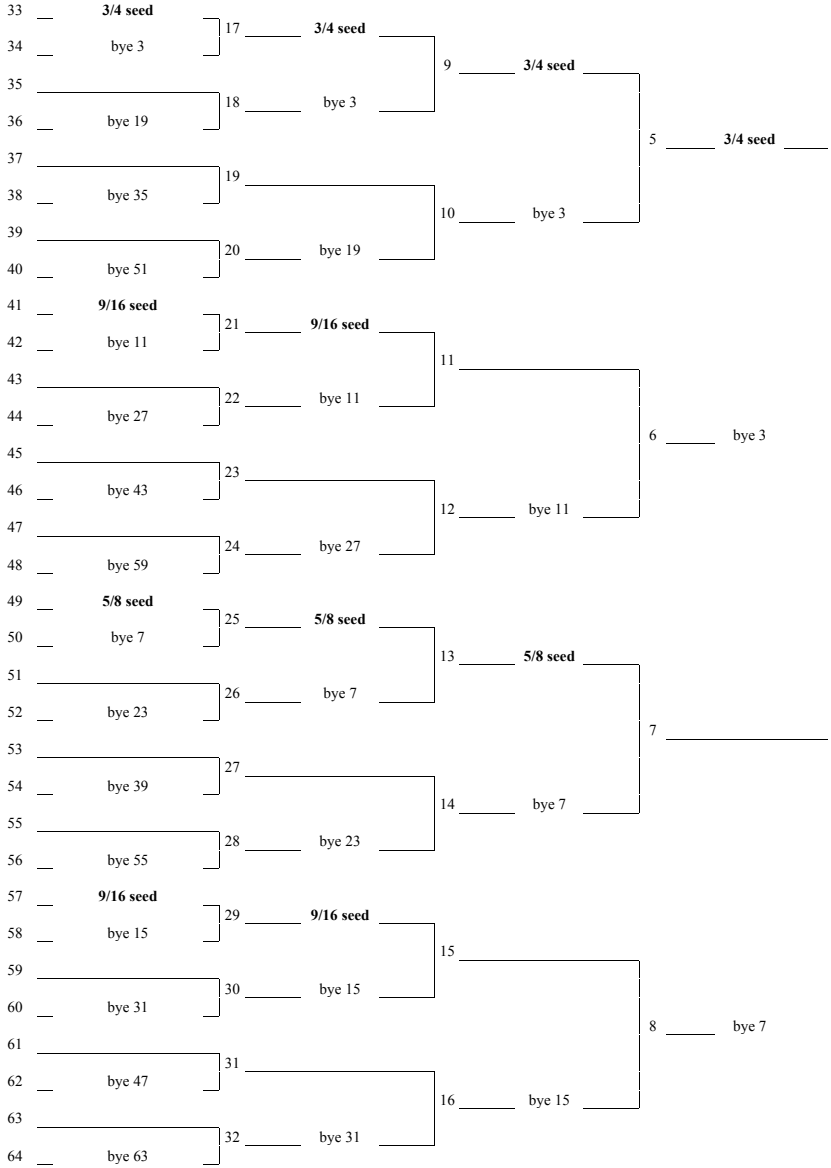 33 3/4 seed
17 3/4 seed
34 bye 3
9 3/4 seed
35
18 bye 3
36 bye 19
5 3/4 seed
37
19
38 bye 35
10 bye 3
39
20 bye 19
40 bye 51
41 9/16 seed
21 9/16 seed
42 bye 11
11
43
22 bye 11
44 bye 27
6 bye 3
45
23
46 bye 43
12 bye 11
47
24 bye 27
48 bye 59
49 5/8 seed
25 5/8 seed
50 bye 7
13 5/8 seed
51
26 bye 7
52 bye 23
7
53
27
54 bye 39
14 bye 7
55
28 bye 23
56 bye 55
57 9/16 seed
29 9/16 seed
58 bye 15
15
59
30 bye 15
60 bye 31
8 bye 7
61
31
62 bye 47
16 bye 15
63
32 bye 31
64 bye 63